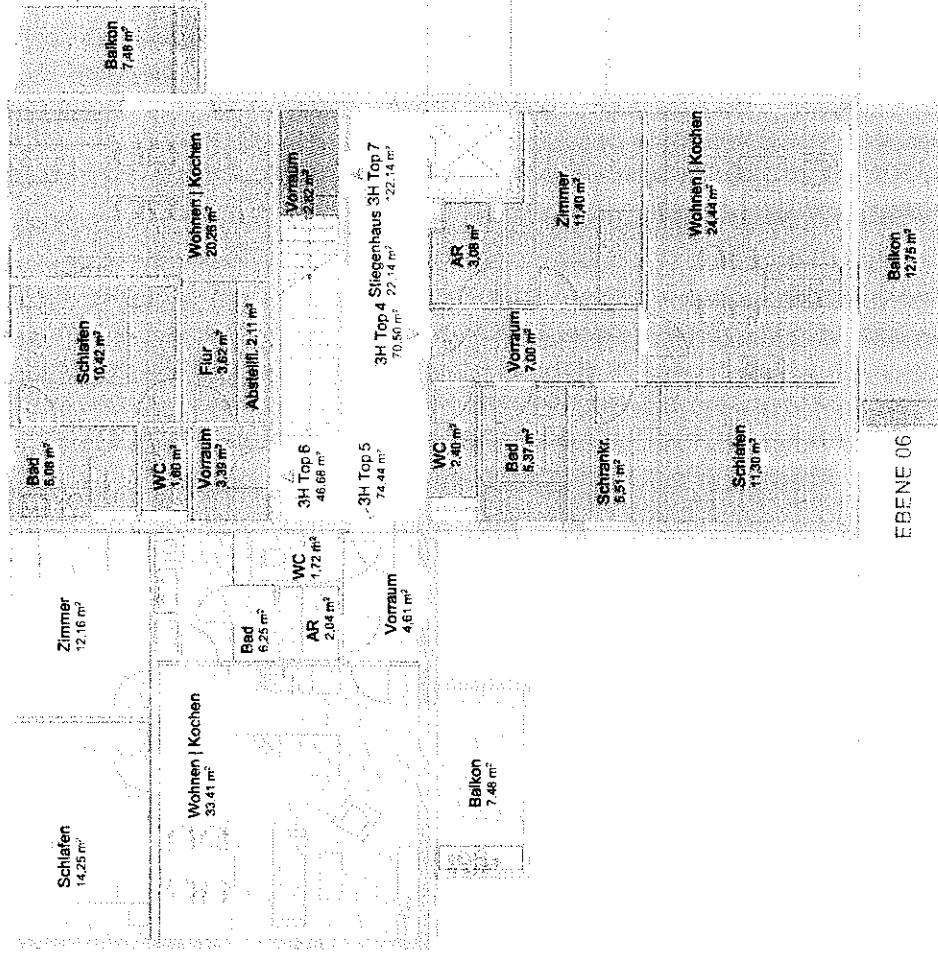 Balkon
7,48 m²
Wohnen | Kochen
20,26 m²
Vorraum
2,82 m²
Schlafen
10,42 m²
Flur
3,62 m²
Abstellfl. 2,11 m²
Bad
WC
1,60 m²
Vorraum
3,39 m²
3H Top 6
46,68 m²
3H Top 5
74,44 m²
3H Top 4
70,50 m²
Stiegenhaus
22,14 m²
3H Top 7
22,14 m²
AR
3,08 m²
Zimmer
11,40 m²
Wohnen | Kochen
24,44 m²
Vorraum
7,00 m²
WC
2,40 m²
Bad
5,37 m²
Schrankr.
5,51 m²
Schlafen
11,30 m²
Balkon
12,75 m²
EBENE 06
Zimmer
12,16 m²
Schlafen
14,25 m²
Bad
6,25 m²
WC
1,72 m²
AR
2,04 m²
Vorraum
4,61 m²
Wohnen | Kochen
33,41 m²
Balkon
7,48 m²